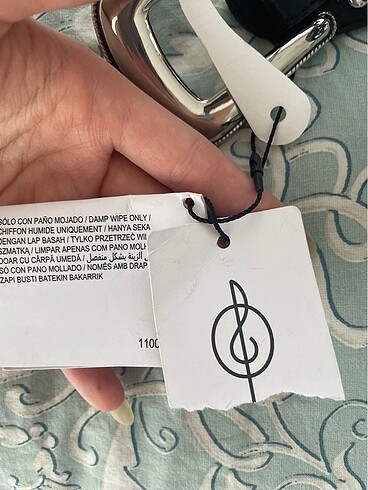 SÓLO CON PAÑO MOJADO / DAMP WIPE ONLY /
CHIFFON HUMIDE UNIQUEMENT / HANYA SEKA
DENGAN LAP BASAH / TYLKO PRZETRZEĆ WIL
SZMATKĄ / LIMPAR APENAS COM PANO MOLH
DOAR CU CÂRPĂ UMEDĂ / الزينة بشكل منفصل
SÓ CON PANO MOLLADO / NOMÉS AMB DRAP
ZAPI BUSTI BATEKIN BAKARRIK
1100